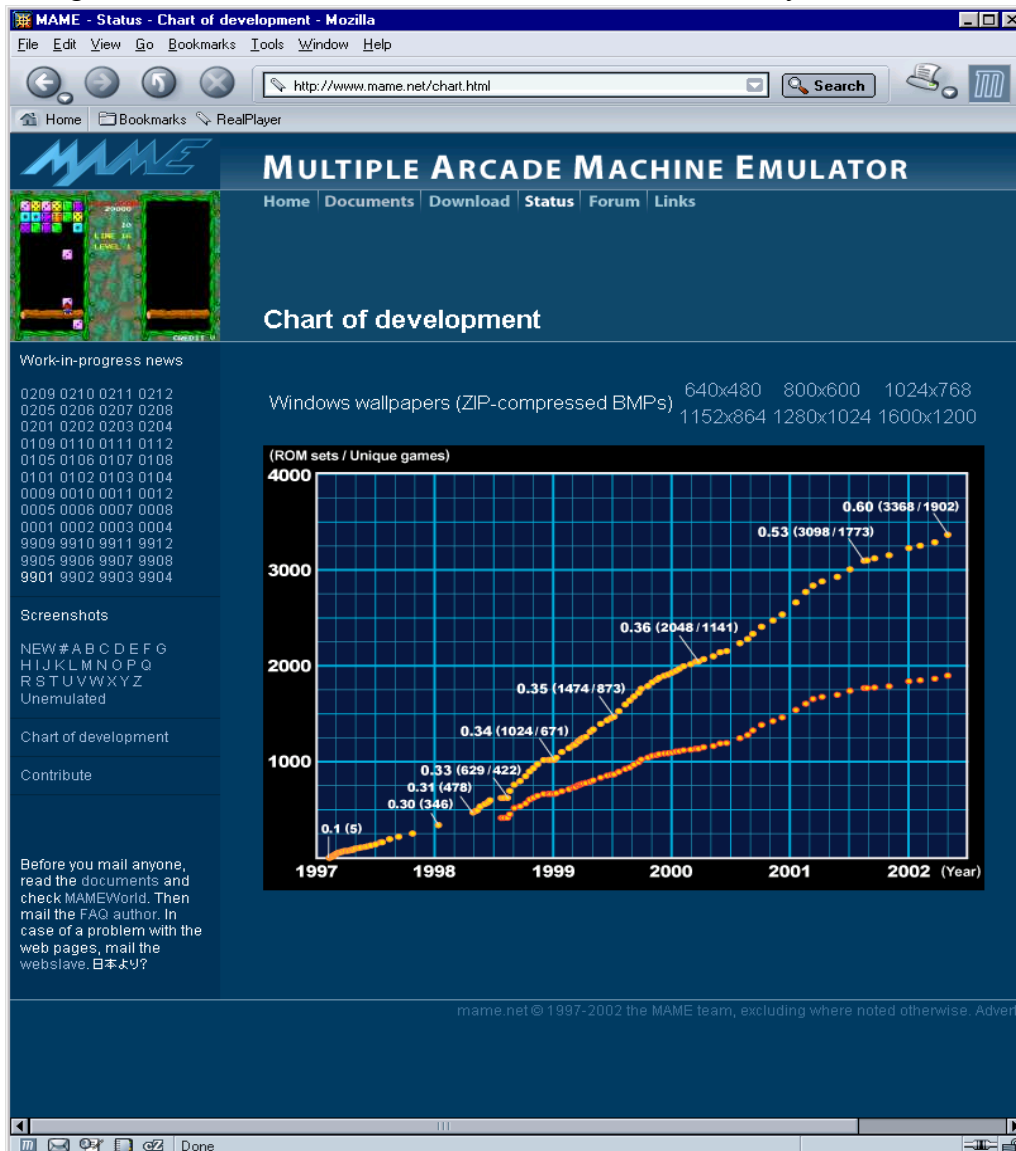 MAME - Status - Chart of development - Mozilla
File Edit View Go Bookmarks Tools Window Help
http://www.mame.net/chart.html Search
Home Bookmarks RealPlayer
MAME
MULTIPLE ARCADE MACHINE EMULATOR
Home Documents Download Status Forum Links
20000
LEVEL 1
Chart of development
Work-in-progress news
0209 0210 0211 0212
0205 0206 0207 0208
0201 0202 0203 0204
0109 0110 0111 0112
0105 0106 0107 0108
0101 0102 0103 0104
0009 0010 0011 0012
0005 0006 0007 0008
0001 0002 0003 0004
9909 9910 9911 9912
9905 9906 9907 9908
9901 9902 9903 9904
Screenshots
NEW # A B C D E F G
H I J K L M N O P Q
R S T U V W X Y Z
Unemulated
Chart of development
Contribute
Before you mail anyone,
read the documents and
check MAMEWorld. Then
mail the FAQ author. In
case of a problem with the
web pages, mail the
webslave. 日本より?
Windows wallpapers (ZIP-compressed BMPs)
640x480 800x600 1024x768
1152x864 1280x1024 1600x1200
(ROM sets / Unique games)
4000
3000
2000
1000
0.60 (3368/1902)
0.53 (3098/1773)
0.36 (2048/1141)
0.35 (1474/873)
0.34 (1024/671)
0.33 (629/422)
0.31 (478)
0.30 (346)
0.1 (5)
1997 1998 1999 2000 2001 2002 (Year)
mame.net © 1997-2002 the MAME team, excluding where noted otherwise.
Done